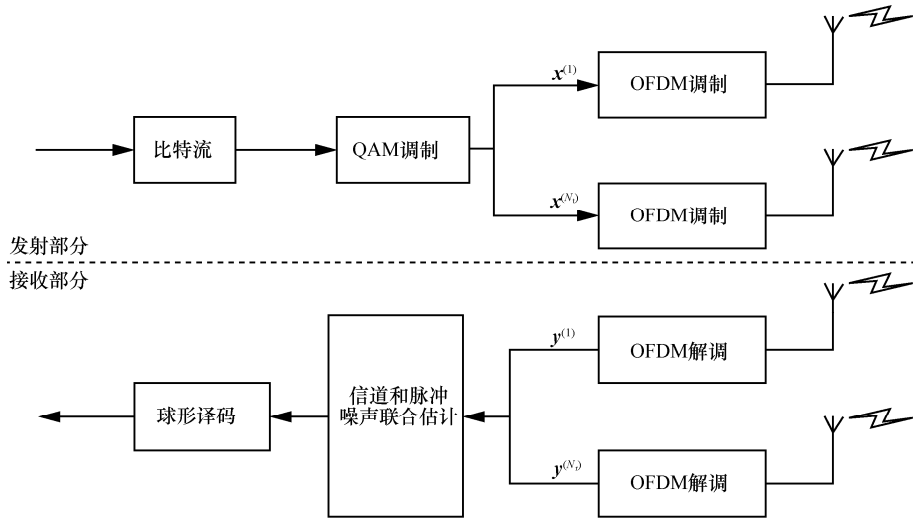 x^(1)
OFDM调制
比特流
QAM调制
x^(N_t)
OFDM调制
发射部分
接收部分
y^(1)
OFDM解调
信道和脉冲
噪声联合估计
球形译码
y^(N_r)
OFDM解调